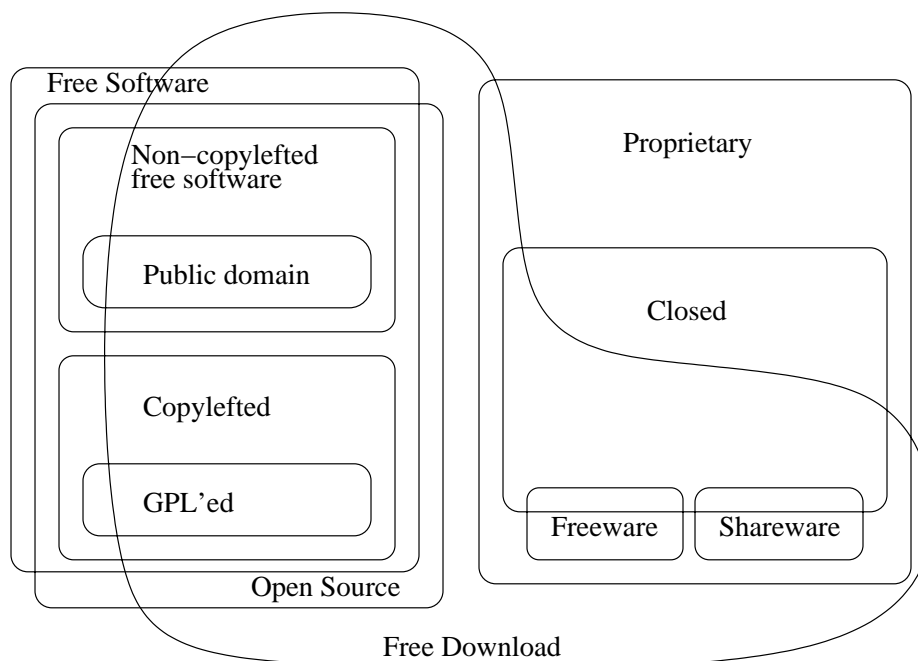 Free Software
Non−copylefted
free software
Public domain
Copylefted
GPL’ed
Open Source
Proprietary
Closed
Freeware
Shareware
Free Download